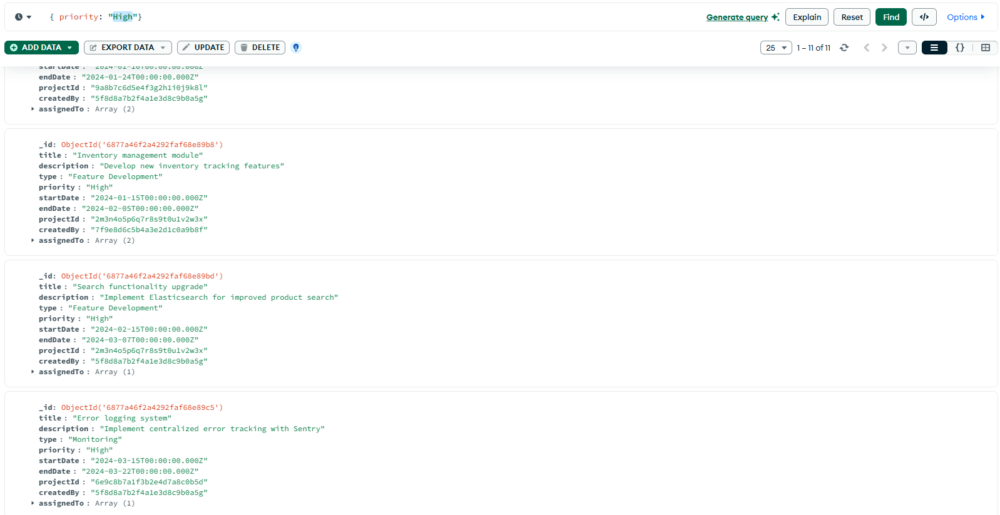 { priority: "High"}
Generate query
Explain
Reset
Find
</>
Options
ADD DATA
EXPORT DATA
UPDATE
DELETE
25
1 – 11 of 11
{}
startDate : "2024-01-10T00:00:00.000Z"
endDate : "2024-01-24T00:00:00.000Z"
projectId : "9a8b7c6d5e4f3g2h1i0j9k8l"
createdBy : "5f8d8a7b2f4a1e3d8c9b0a5g"
assignedTo : Array (2)
_id: ObjectId('6877a46f2a4292faf68e89b8')
title : "Inventory management module"
description : "Develop new inventory tracking features"
type : "Feature Development"
priority : "High"
startDate : "2024-01-15T00:00:00.000Z"
endDate : "2024-02-05T00:00:00.000Z"
projectId : "2m3n4o5p6q7r8s9t0u1v2w3x"
createdBy : "7f9e8d6c5b4a3e2d1c0a9b8f"
assignedTo : Array (2)
_id: ObjectId('6877a46f2a4292faf68e89bd')
title : "Search functionality upgrade"
description : "Implement Elasticsearch for improved product search"
type : "Feature Development"
priority : "High"
startDate : "2024-02-15T00:00:00.000Z"
endDate : "2024-03-07T00:00:00.000Z"
projectId : "2m3n4o5p6q7r8s9t0u1v2w3x"
createdBy : "5f8d8a7b2f4a1e3d8c9b0a5g"
assignedTo : Array (1)
_id: ObjectId('6877a46f2a4292faf68e89c5')
title : "Error logging system"
description : "Implement centralized error tracking with Sentry"
type : "Monitoring"
priority : "High"
startDate : "2024-03-15T00:00:00.000Z"
endDate : "2024-03-22T00:00:00.000Z"
projectId : "6e9c8b7a1f3b2e4d7a8c0b5d"
createdBy : "5f8d8a7b2f4a1e3d8c9b0a5g"
assignedTo : Array (1)